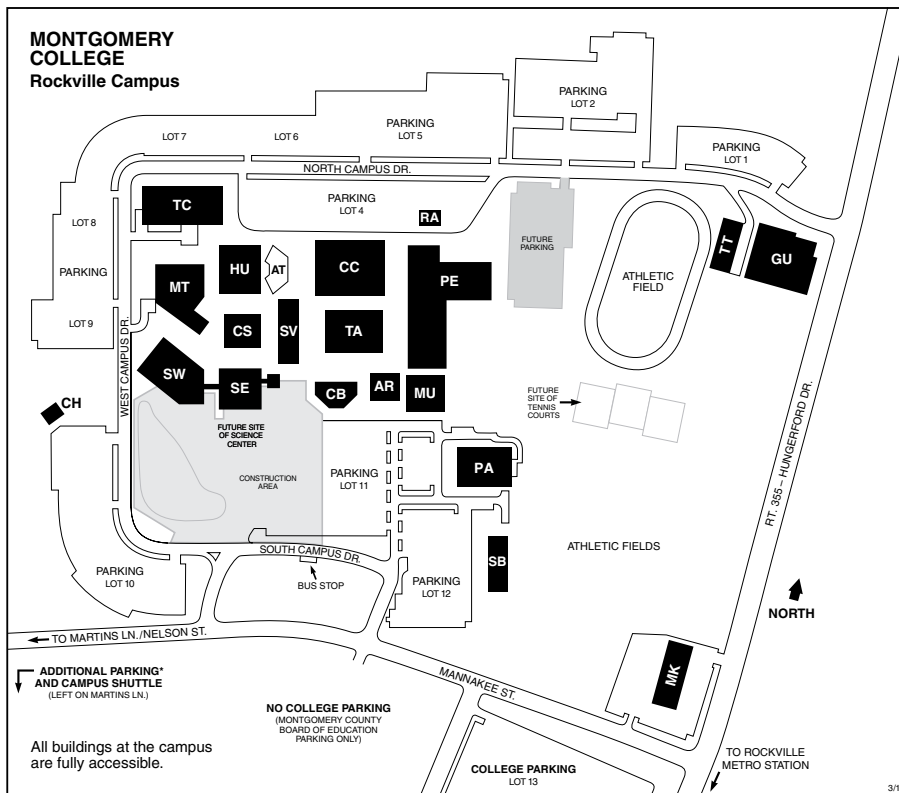 MONTGOMERY
COLLEGE
Rockville Campus
PARKING
LOT 2
PARKING
LOT 5
LOT 7
LOT 6
PARKING
LOT 1
NORTH CAMPUS DR.
PARKING
LOT 4
TC
RA
LOT 8
FUTURE
PARKING
TT
GU
HU
AT
CC
PE
PARKING
ATHLETIC
FIELD
MT
LOT 9
CS
SV
TA
WEST CAMPUS DR.
SW
SE
CB
AR
MU
CH
FUTURE
SITE OF
TENNIS
COURTS
RT. 355 – HUNGERFORD DR.
FUTURE SITE
OF SCIENCE
CENTER
CONSTRUCTION
AREA
PARKING
LOT 11
PA
SOUTH CAMPUS DR.
ATHLETIC FIELDS
SB
PARKING
LOT 10
BUS STOP
PARKING
LOT 12
NORTH
TO MARTINS LN./NELSON ST.
MK
ADDITIONAL PARKING*
AND CAMPUS SHUTTLE
(LEFT ON MARTINS LN.)
MANNAKEE ST.
NO COLLEGE PARKING
(MONTGOMERY COUNTY
BOARD OF EDUCATION
PARKING ONLY)
All buildings at the campus
are fully accessible.
TO ROCKVILLE
METRO STATION
COLLEGE PARKING
LOT 13